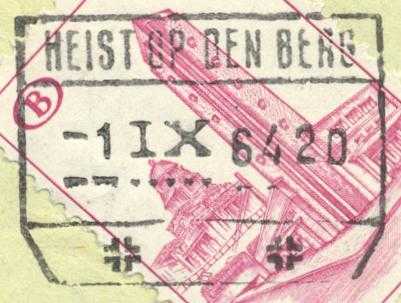 HEIST OP DEN BERG
B
-1 IX 64 20